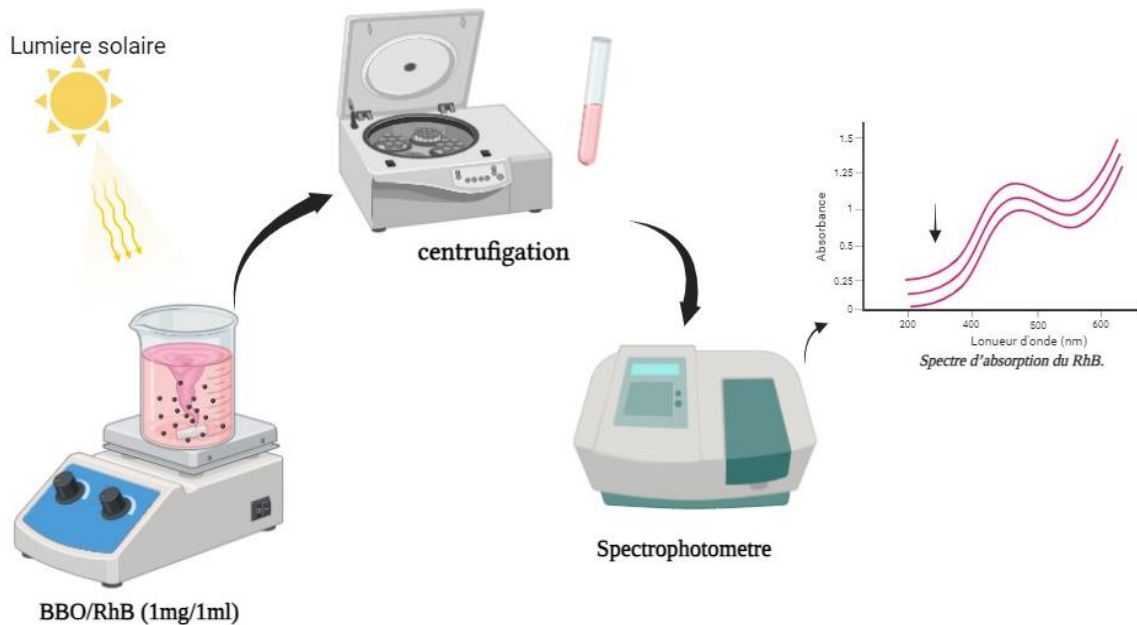 Lumiere solaire
centrufigation
BBO/RhB (1mg/1ml)
Spectrophotometre
Absorbance
1.5
1.25
1
0.5
0.25
0
200 400 500 600
Lonueur d'onde (nm)
Spectre d'absorption du RhB.